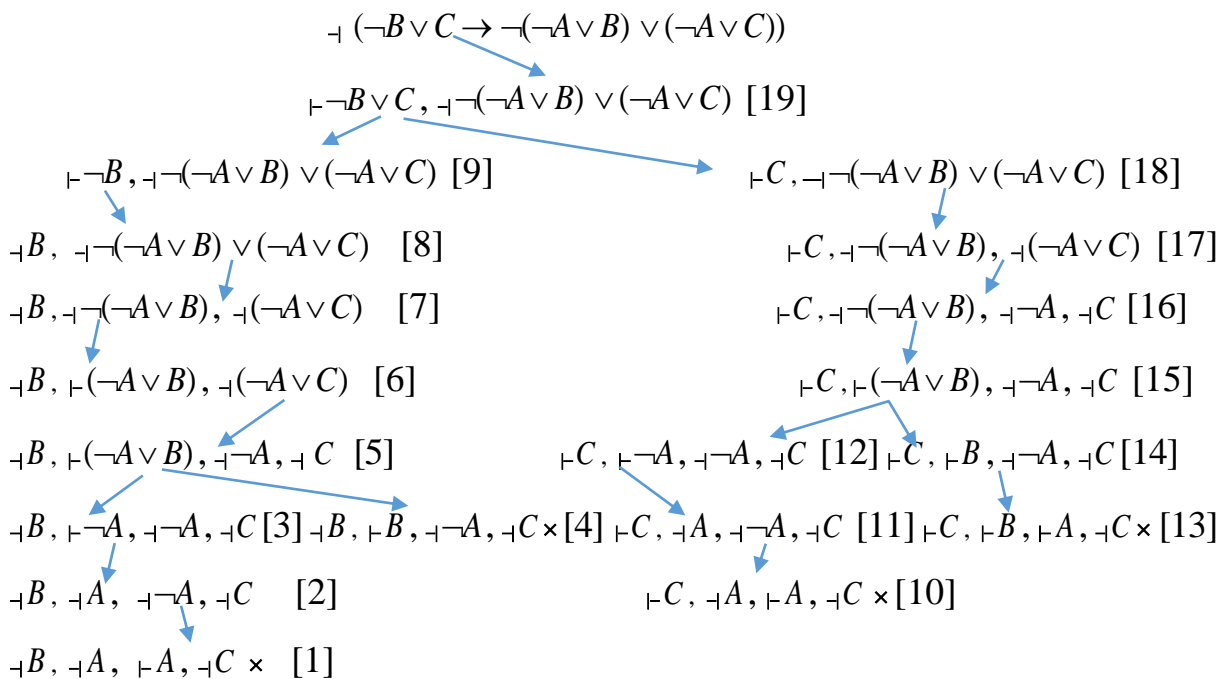 ⫤ (¬B ∨ C → ¬(¬A ∨ B) ∨ (¬A ∨ C))
⊢¬B ∨ C, ⫤¬(¬A ∨ B) ∨ (¬A ∨ C) [19]
⊢¬B, ⫤¬(¬A ∨ B) ∨ (¬A ∨ C) [9] ⊢C, ⫤¬(¬A ∨ B) ∨ (¬A ∨ C) [18]
⫤B, ⫤¬(¬A ∨ B) ∨ (¬A ∨ C) [8] ⊢C, ⫤¬(¬A ∨ B), ⫤(¬A ∨ C) [17]
⫤B, ⫤¬(¬A ∨ B), ⫤(¬A ∨ C) [7] ⊢C, ⫤¬(¬A ∨ B), ⫤¬A, ⫤C [16]
⫤B, ⊢(¬A ∨ B), ⫤(¬A ∨ C) [6] ⊢C, ⊢(¬A ∨ B), ⫤¬A, ⫤C [15]
⫤B, ⊢(¬A ∨ B), ⫤¬A, ⫤C [5] ⊢C, ⊢¬A, ⫤¬A, ⫤C [12] ⊢C, ⊢B, ⫤¬A, ⫤C [14]
⫤B, ⊢¬A, ⫤¬A, ⫤C [3] ⫤B, ⊢B, ⫤¬A, ⫤C × [4] ⊢C, ⫤A, ⫤¬A, ⫤C [11] ⊢C, ⊢B, ⊢A, ⫤C × [13]
⫤B, ⫤A, ⫤¬A, ⫤C [2] ⊢C, ⫤A, ⊢A, ⫤C × [10]
⫤B, ⫤A, ⊢A, ⫤C × [1]